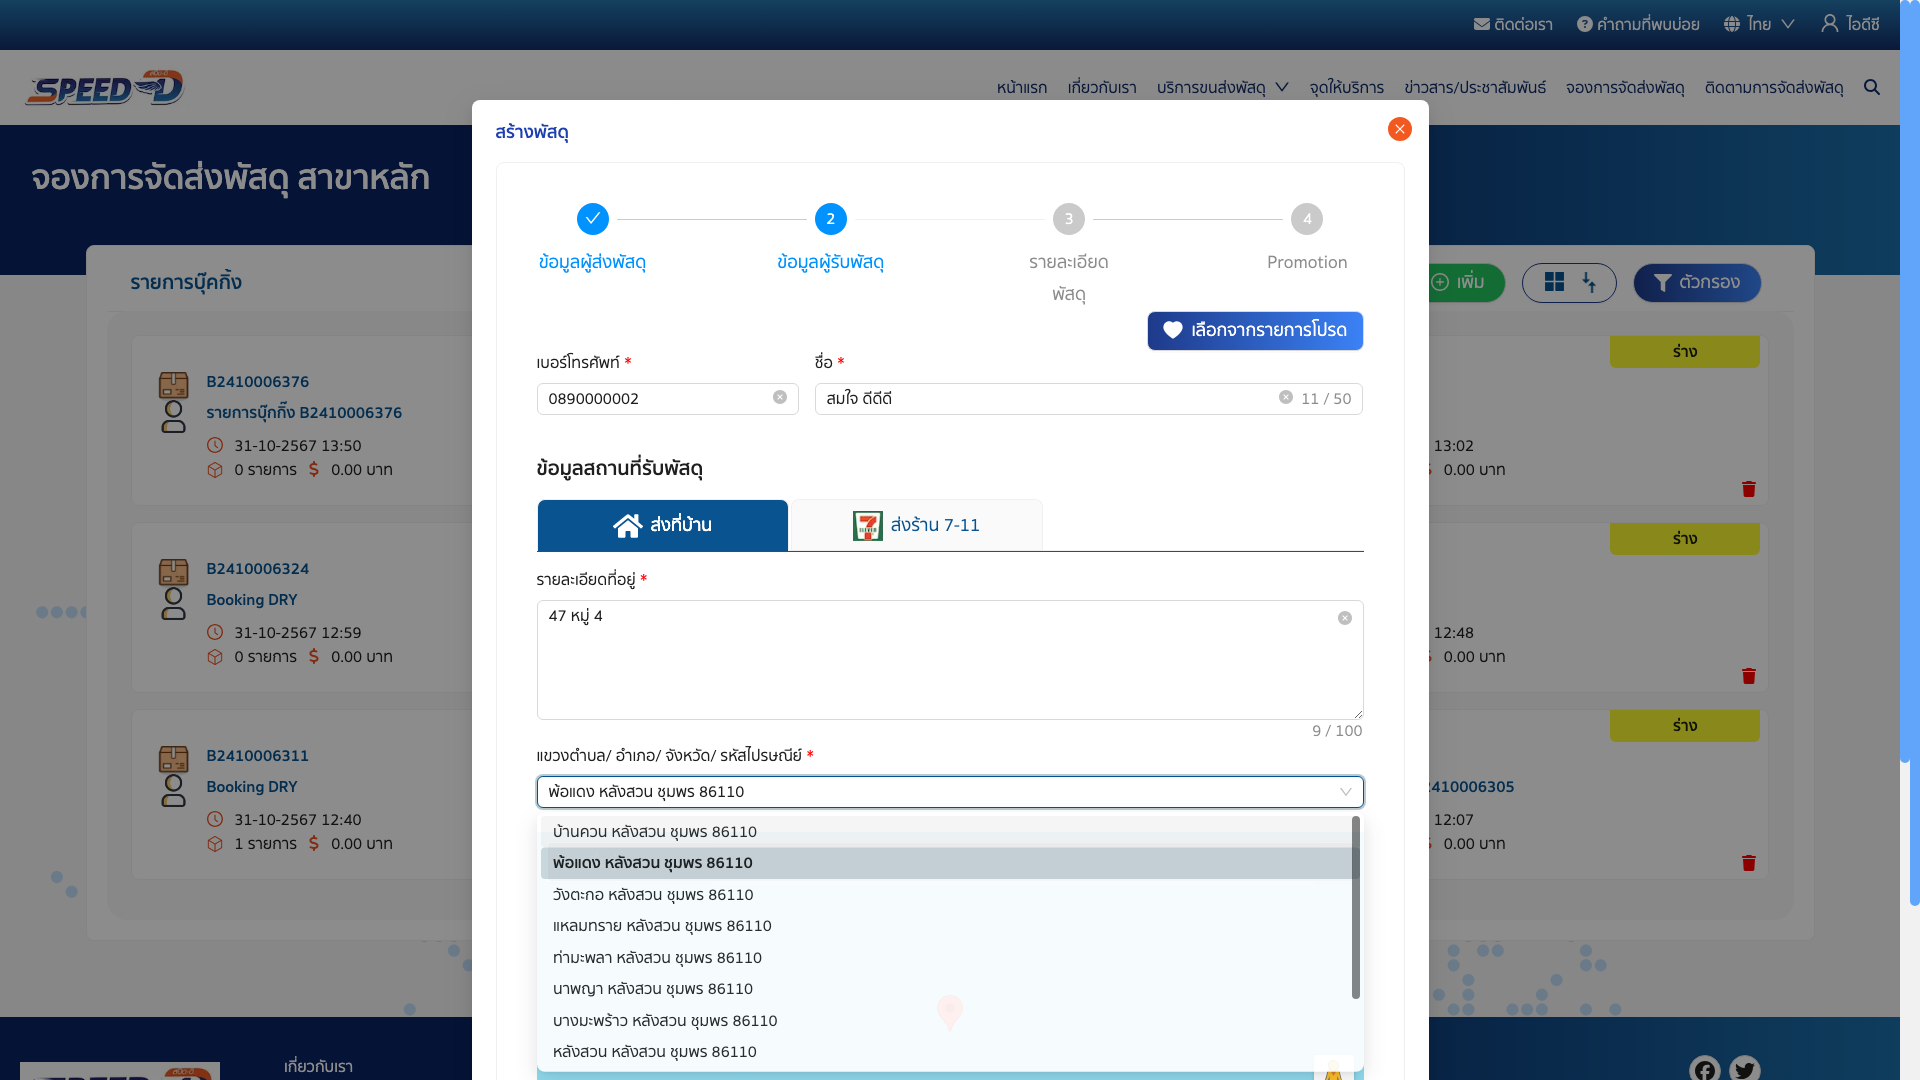 ติดต่อเรา
คำถามที่พบบ่อย
ไทย
ไอดีซี
SPEED-D
หน้าแรก
เกี่ยวกับเรา
บริการขนส่งพัสดุ
จุดให้บริการ
ข่าวสาร/ประชาสัมพันธ์
จองการจัดส่งพัสดุ
ติดตามการจัดส่งพัสดุ
จองการจัดส่งพัสดุ สาขาหลัก
รายการบุ๊คกิ้ง
เพิ่ม
ตัวกรอง
B2410006376
รายการบุ๊กกิ๊ง B2410006376
31-10-2567 13:50
0 รายการ $ 0.00 บาท
B2410006324
Booking DRY
31-10-2567 12:59
0 รายการ $ 0.00 บาท
B2410006311
Booking DRY
31-10-2567 12:40
1 รายการ $ 0.00 บาท
สร้างพัสดุ
2
3
4
ข้อมูลผู้ส่งพัสดุ
ข้อมูลผู้รับพัสดุ
รายละเอียด
พัสดุ
Promotion
เลือกจากรายการโปรด
เบอร์โทรศัพท์ *
ชื่อ *
0890000002
สมใจ ดีดีดี
11 / 50
ข้อมูลสถานที่รับพัสดุ
ส่งที่บ้าน
ส่งร้าน 7-11
รายละเอียดที่อยู่ *
47 หมู่ 4
9 / 100
แขวงตำบล/ อำเภอ/ จังหวัด/ รหัสไปรษณีย์ *
พ้อแดง หลังสวน ชุมพร 86110
บ้านควน หลังสวน ชุมพร 86110
พ้อแดง หลังสวน ชุมพร 86110
วังตะกอ หลังสวน ชุมพร 86110
แหลมทราย หลังสวน ชุมพร 86110
ท่ามะพลา หลังสวน ชุมพร 86110
นาพญา หลังสวน ชุมพร 86110
บางมะพร้าว หลังสวน ชุมพร 86110
หลังสวน หลังสวน ชุมพร 86110
ร่าง
13:02
0.00 บาท
ร่าง
12:48
0.00 บาท
ร่าง
2410006305
12:07
0.00 บาท
เกี่ยวกับเรา